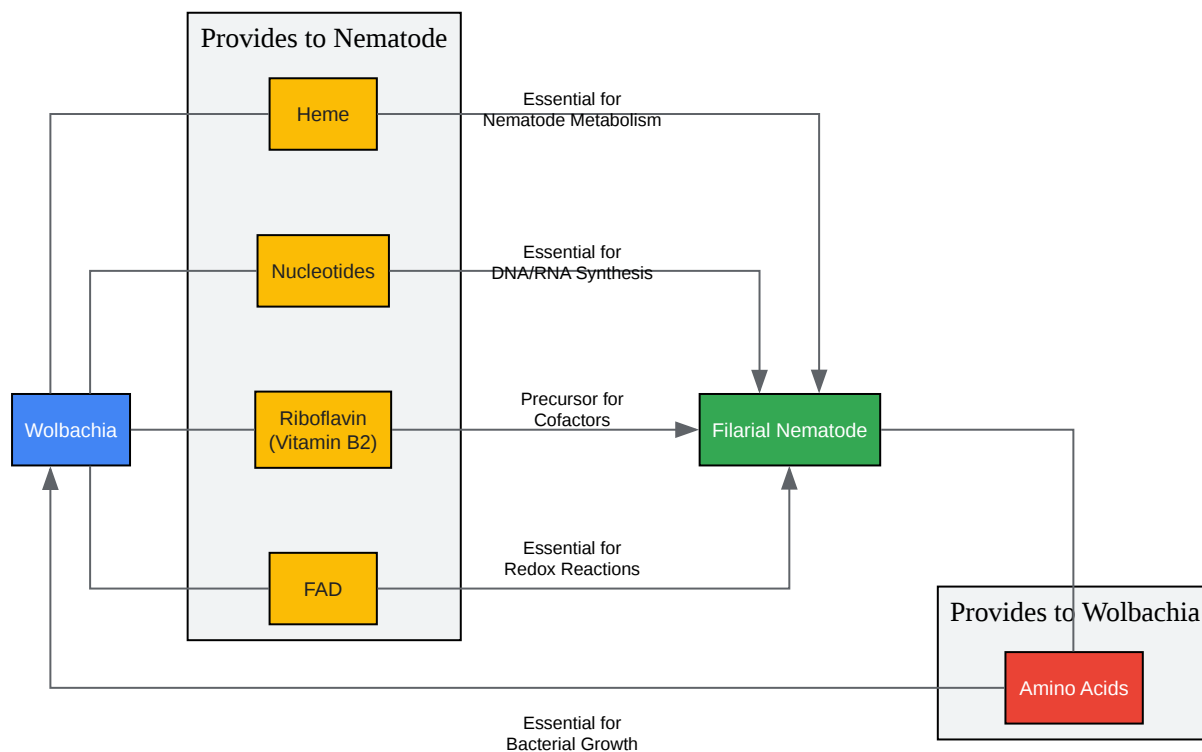 Provides to Nematode
Heme
Essential for
Nematode Metabolism
Nucleotides
Essential for
DNA/RNA Synthesis
Wolbachia
Riboflavin
(Vitamin B2)
Precursor for
Cofactors
Filarial Nematode
FAD
Essential for
Redox Reactions
Provides to Wolbachia
Amino Acids
Essential for
Bacterial Growth